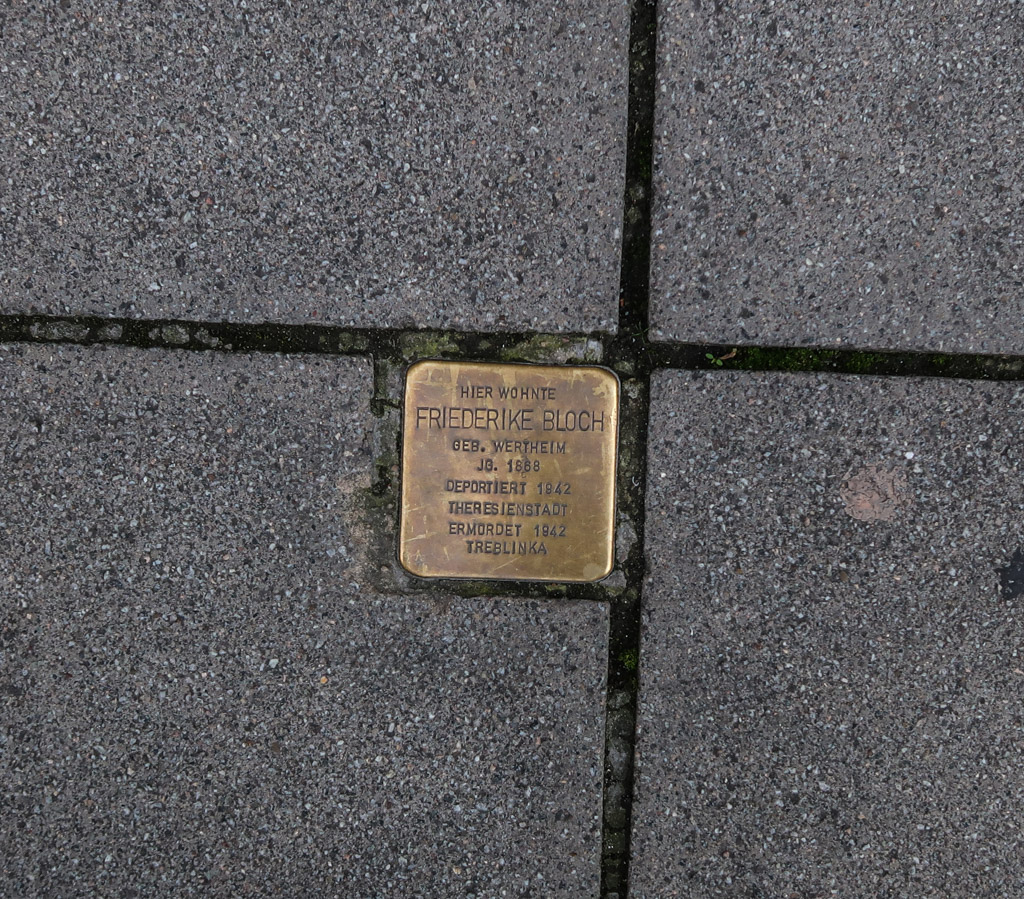 HIER WOHNTE
FRIEDERIKE BLOCH
GEB. WERTHEIM
JG. 1868
DEPORTIERT 1942
THERESIENSTADT
ERMORDET 1942
TREBLINKA